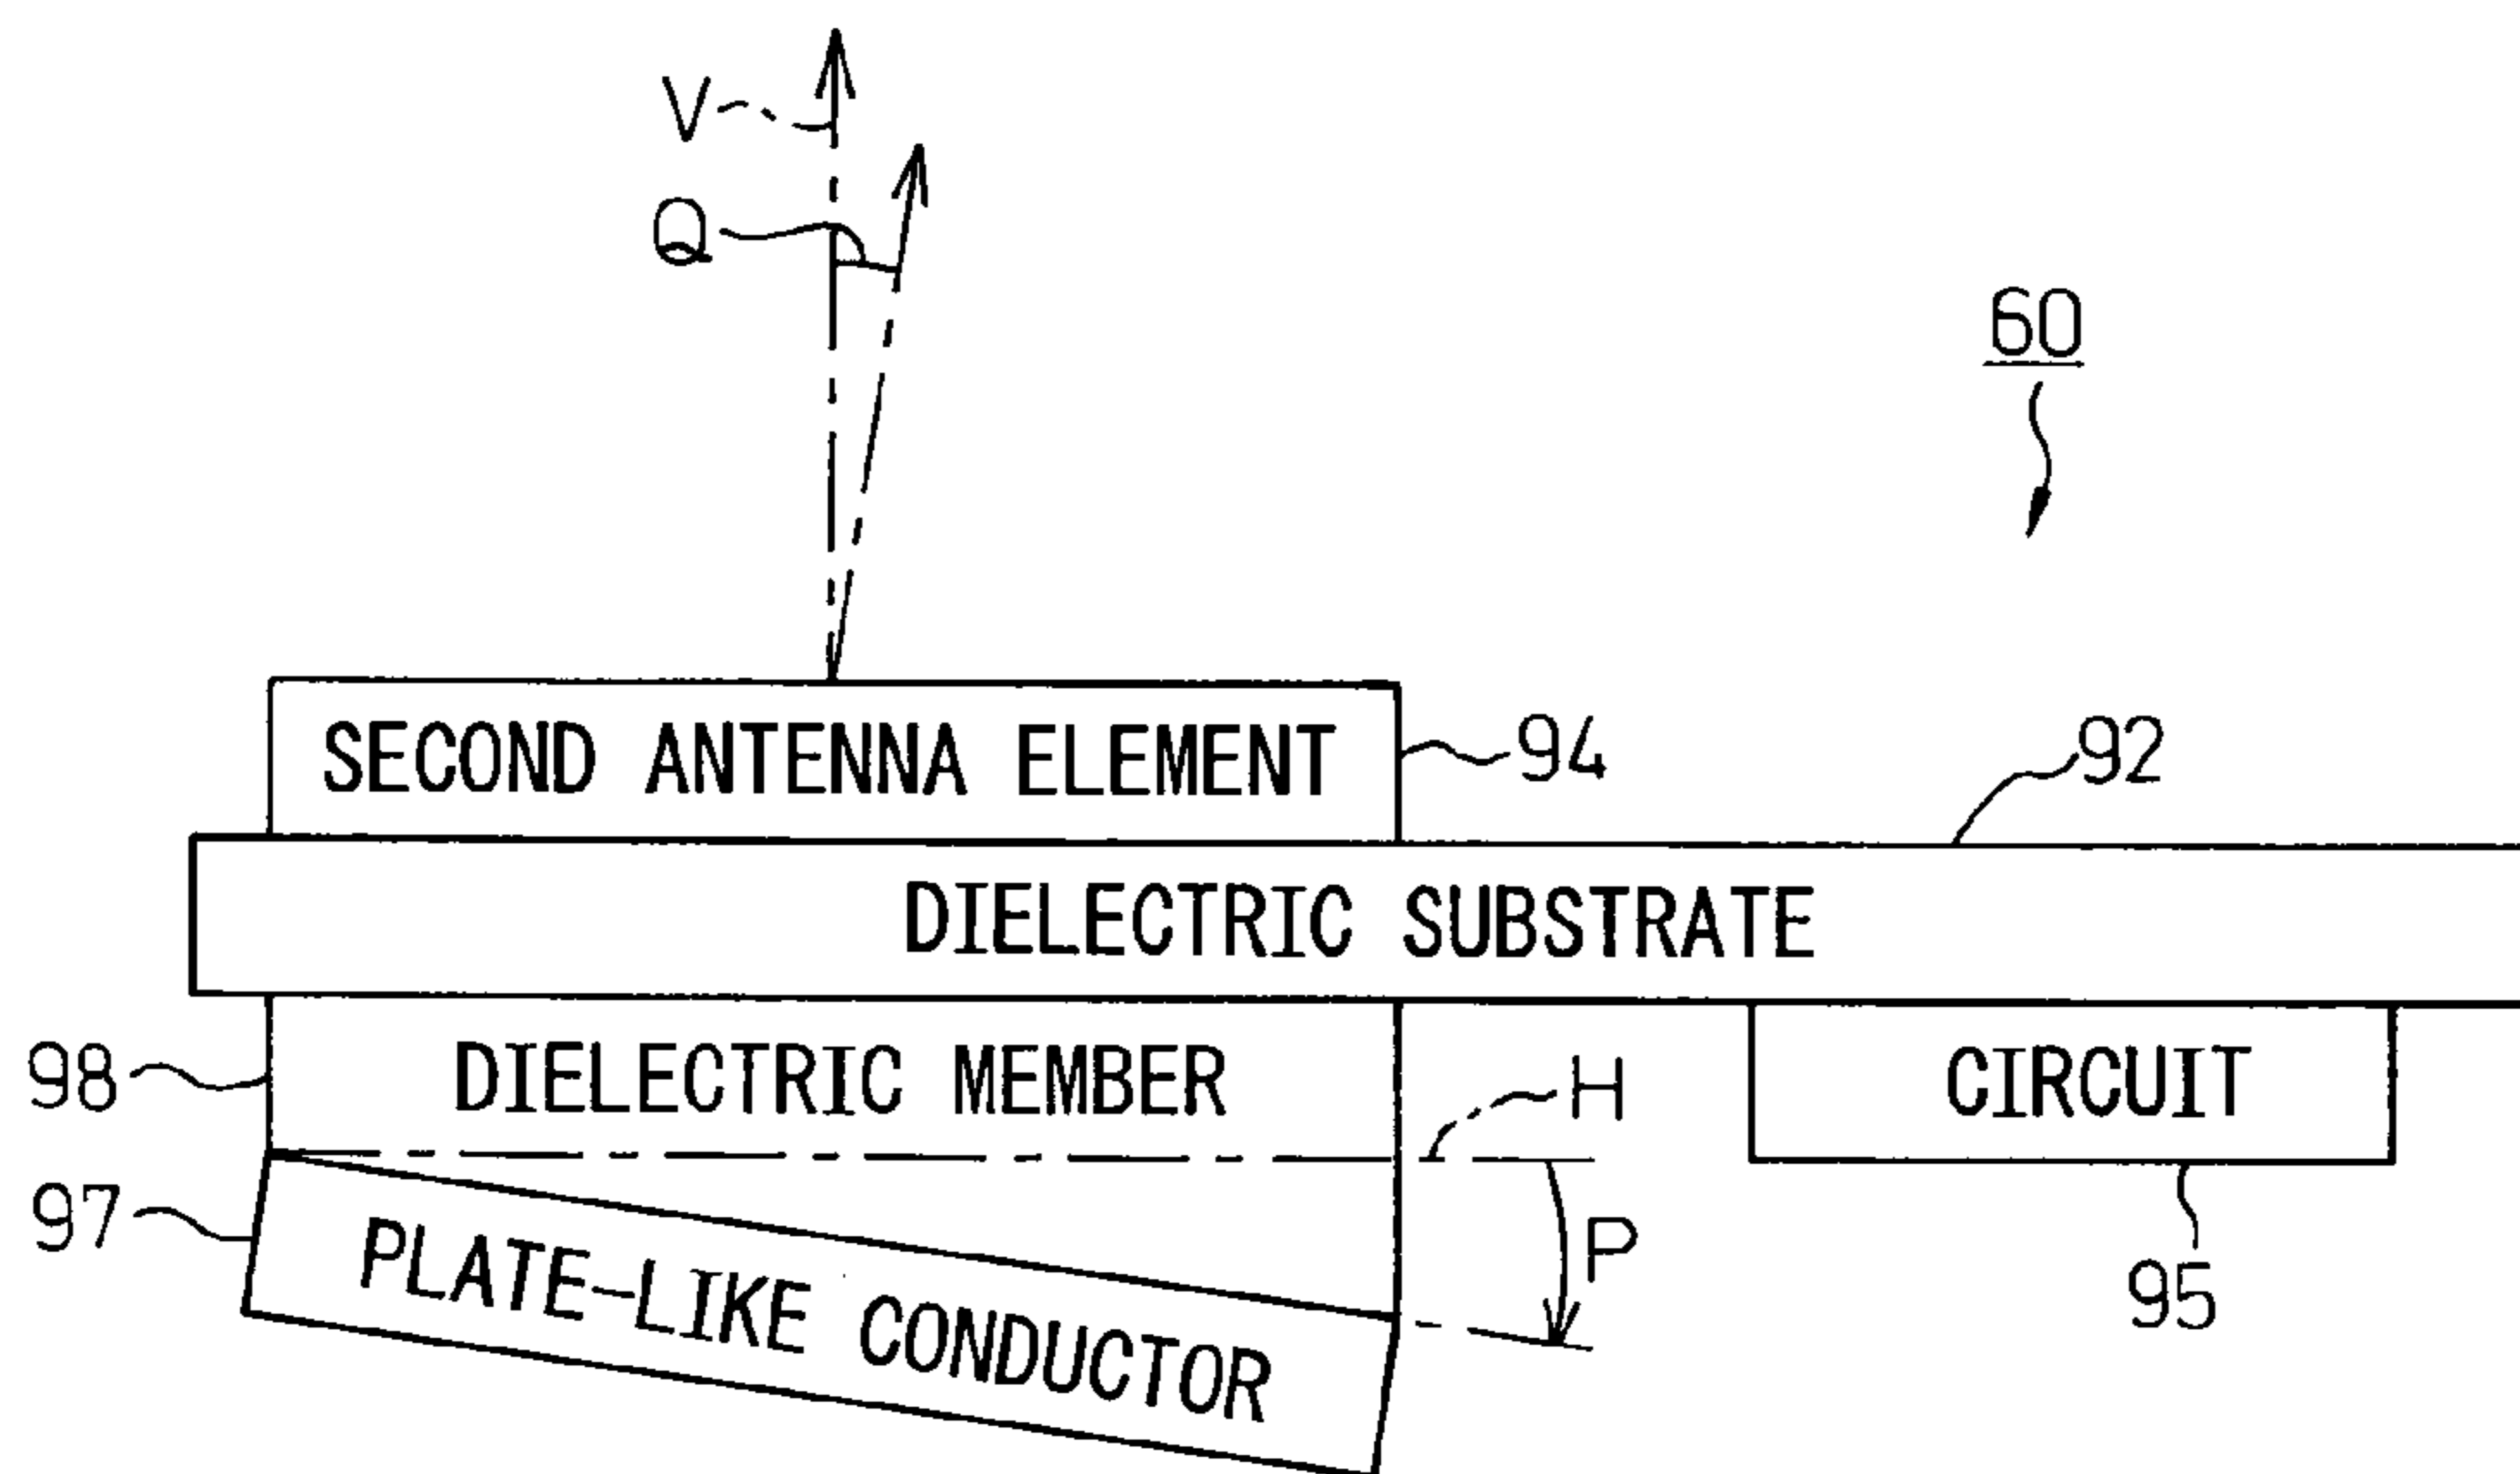 V
Q
60
SECOND ANTENNA ELEMENT
94
92
DIELECTRIC SUBSTRATE
98
DIELECTRIC MEMBER
H
CIRCUIT
97
PLATE-LIKE CONDUCTOR
P
95